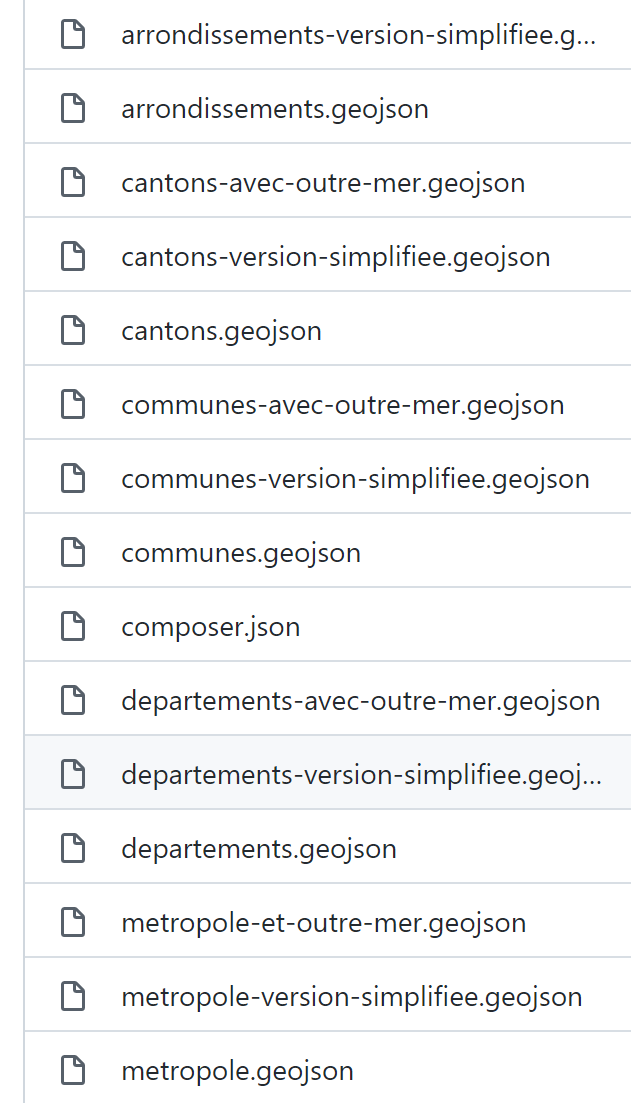 arrondissements-version-simplifiee.g...
arrondissements.geojson
cantons-avec-outre-mer.geojson
cantons-version-simplifiee.geojson
cantons.geojson
communes-avec-outre-mer.geojson
communes-version-simplifiee.geojson
communes.geojson
composer.json
departements-avec-outre-mer.geojson
departements-version-simplifiee.geoj...
departements.geojson
metropole-et-outre-mer.geojson
metropole-version-simplifiee.geojson
metropole.geojson